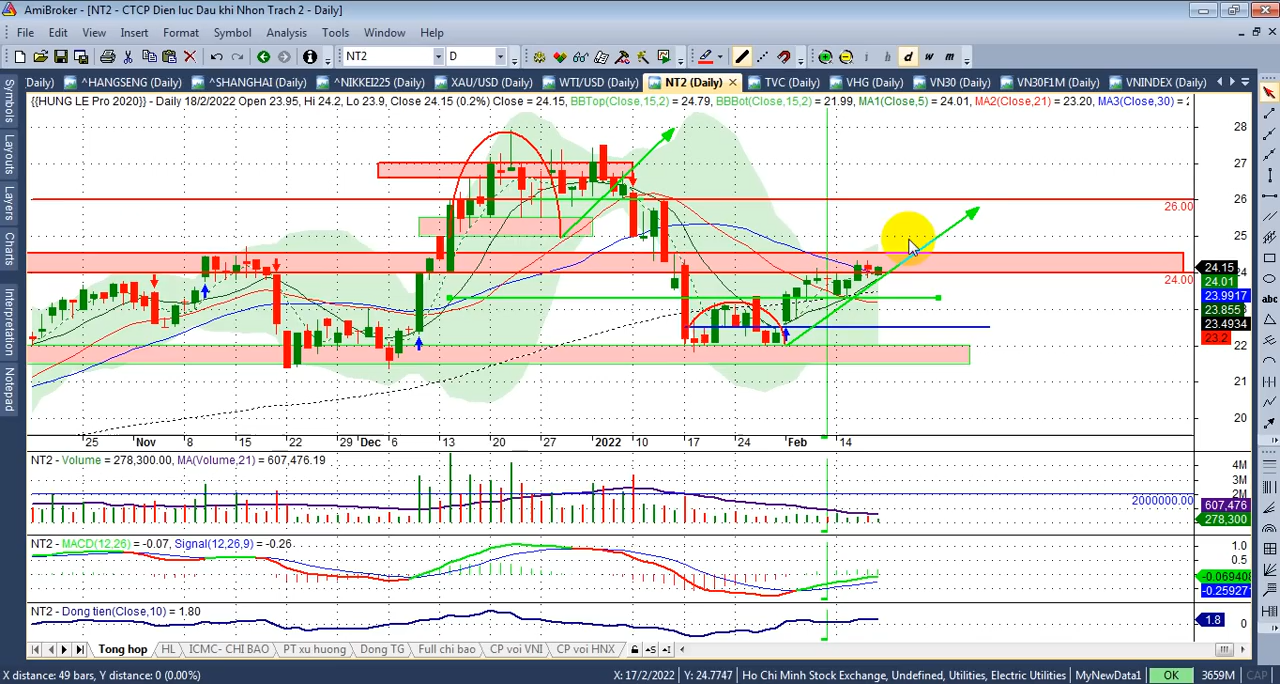 AmiBroker - [NT2 - CTCP Dien luc Dau khi Nhon Trach 2 - Daily]
File Edit View Insert Format Tools Symbol Analysis Window Help
NT2 D i h d w m
Daily) ^HANGSENG (Daily) ^SHANGHAI (Daily) ^NIKKEI225 (Daily) XAU/USD (Daily) WTI/USD (Daily) NT2 (Daily) TVC (Daily) VHG (Daily) VN30 (Daily) VN30F1M (Daily) VNINDEX (Daily)
{{HUNG LE Pro 2020}} - Daily 18/2/2022 Open 23.95, Hi 24.2, Lo 23.9, Close 24.15 (0.2%) Close = 24.15, BBTop(Close,15,2) = 24.79, BBBot(Close,15,2) = 21.99, MA1(Close,5) = 24.01, MA2(Close,21) = 23.20, MA3(Close,30) =
Symbols
Layouts
Layers
Charts
Interpretation
Notepad
28
27
26
26.00
25
24
24.15
24.00
24.01
23.9917
23.855
23.4934
23.2
22
21
20
abc
25 Nov 8 15 22 29 Dec 6 13 20 27 2022 10 17 24 Feb 14
NT2 - Volume = 278,300.00, MA(Volume,21) = 607,476.19
4M
3M
2M
2000000.00
607,476
278,300
NT2 - MACD(12,26) = -0.07, Signal(12,26,9) = -0.26
1.0
0.5
-0.069408
-0.25927
NT2 - Dong tien(Close,10) = 1.80
1.8
0
Tong hop HL ICMC- CHI BAO PT xu huong Dong TG Full chi bao CP voi VNI CP voi HNX
X distance: 49 bars, Y distance: 0 (0.00%) X: 17/2/2022 Y: 24.7747 Ho Chi Minh Stock Exchange, Undefined, Utilities, Electric Utilities MyNewData1 OK 3659M CAP